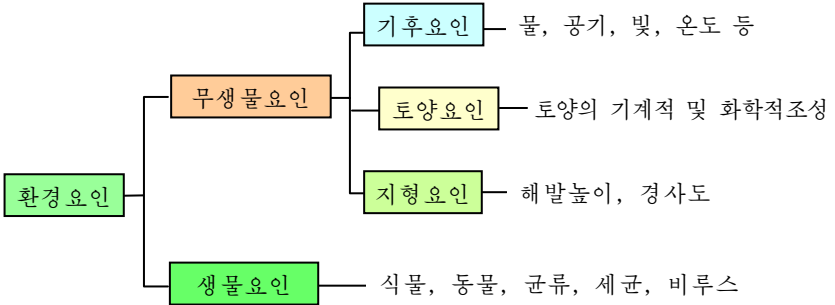 기후요인 물, 공기, 빛, 온도 등
무생물요인
토양요인 토양의 기계적 및 화학적조성
환경요인
지형요인 해발높이, 경사도
생물요인 식물, 동물, 균류, 세균, 비루스